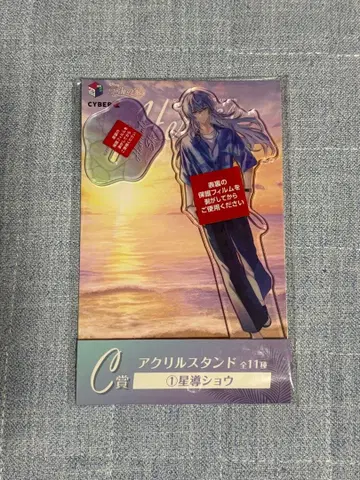 CYBER
表裏の
保護フィルムを
剥がしてから
ご使用ください
C賞
アクリルスタンド 全11種
①星導ショウ